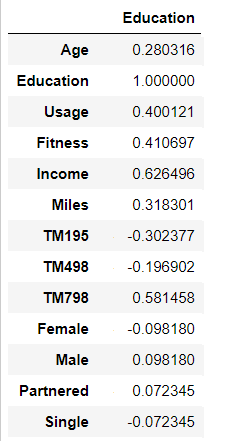 Education
Age 0.280316
Education 1.000000
Usage 0.400121
Fitness 0.410697
Income 0.626496
Miles 0.318301
TM195 -0.302377
TM498 -0.196902
TM798 0.581458
Female -0.098180
Male 0.098180
Partnered 0.072345
Single -0.072345